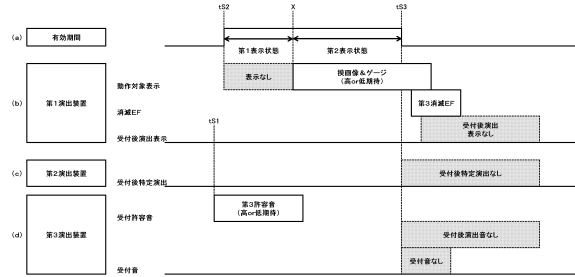 tS2
X
tS3
(a)
有効期間
第1表示状態
第2表示状態
(b)
第1演出装置
動作対象表示
表示なし
操画像&ゲージ
(高or低期待)
消滅EF
第3消滅EF
受付後演出表示
受付後演出
表示なし
tS1
(c)
第2演出装置
受付後特定演出
受付後特定演出なし
(d)
第3演出装置
受付許容音
第3許容音
(高or低期待)
受付後演出音なし
受付音
受付音なし